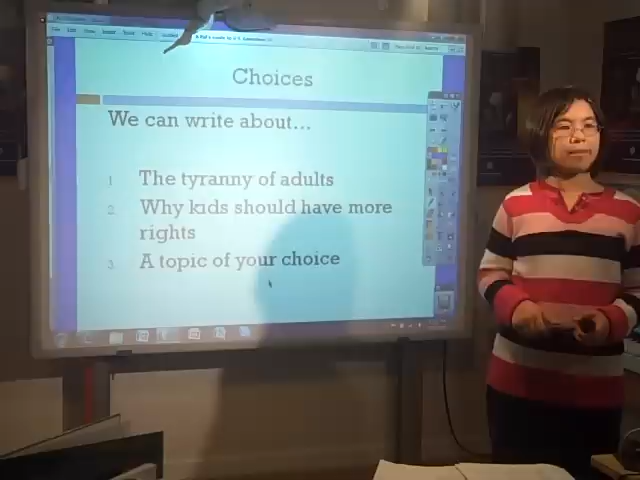 Choices
We can write about...
1. The tyranny of adults
2. Why kids should have more
rights
3. A topic of your choice